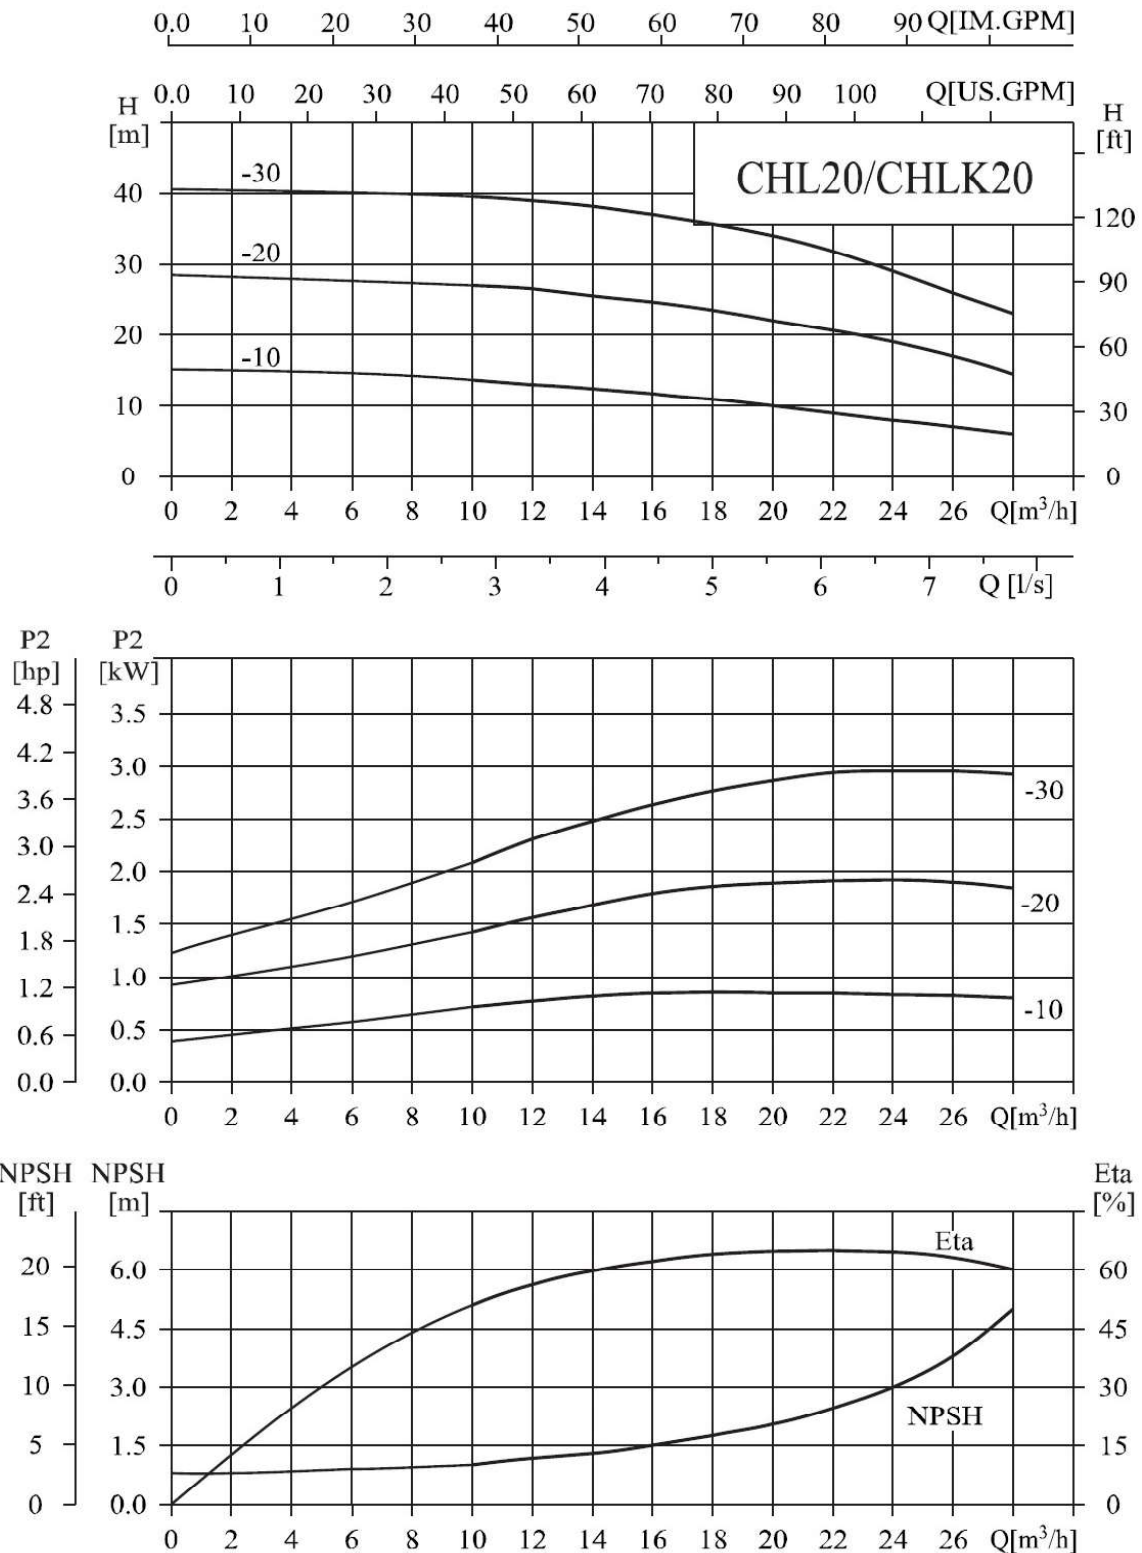 0.0 10 20 30 40 50 60 70 80 90 Q[IM.GPM]
0.0 10 20 30 40 50 60 70 80 90 100 Q[US.GPM]
H
[m]
H
[ft]
CHL20/CHLK20
-30
40
120
-20
30
90
20
60
-10
10
30
0 0
0 2 4 6 8 10 12 14 16 18 20 22 24 26 Q[m³/h]
0 1 2 3 4 5 6 7 Q [l/s]
P2 P2
[hp] [kW]
4.8
3.5
4.2
3.0
3.6
-30
2.5
3.0
2.0
2.4
-20
1.5
1.8
1.0
1.2
-10
0.5
0.6
0.0 0.0
0 2 4 6 8 10 12 14 16 18 20 22 24 26 Q[m³/h]
NPSH NPSH Eta
[ft] [m] [%]
Eta
20 6.0 60
15 4.5 45
10 3.0 30
NPSH
5 1.5 15
0 0.0 0
0 2 4 6 8 10 12 14 16 18 20 22 24 26 Q[m³/h]